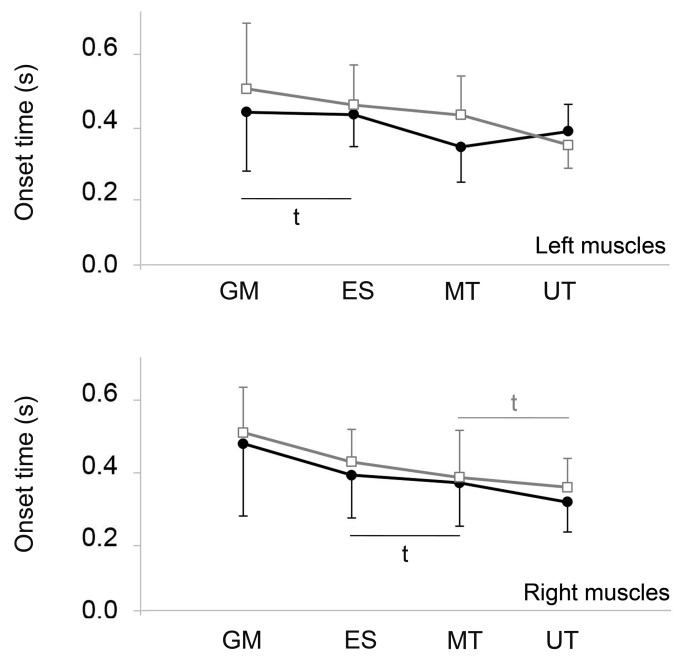 0.6
Onset time (s)
0.4
0.2
t
Left muscles
0.0
GM ES MT UT
0.6
t
Onset time (s)
0.4
0.2
t
Right muscles
0.0
GM ES MT UT